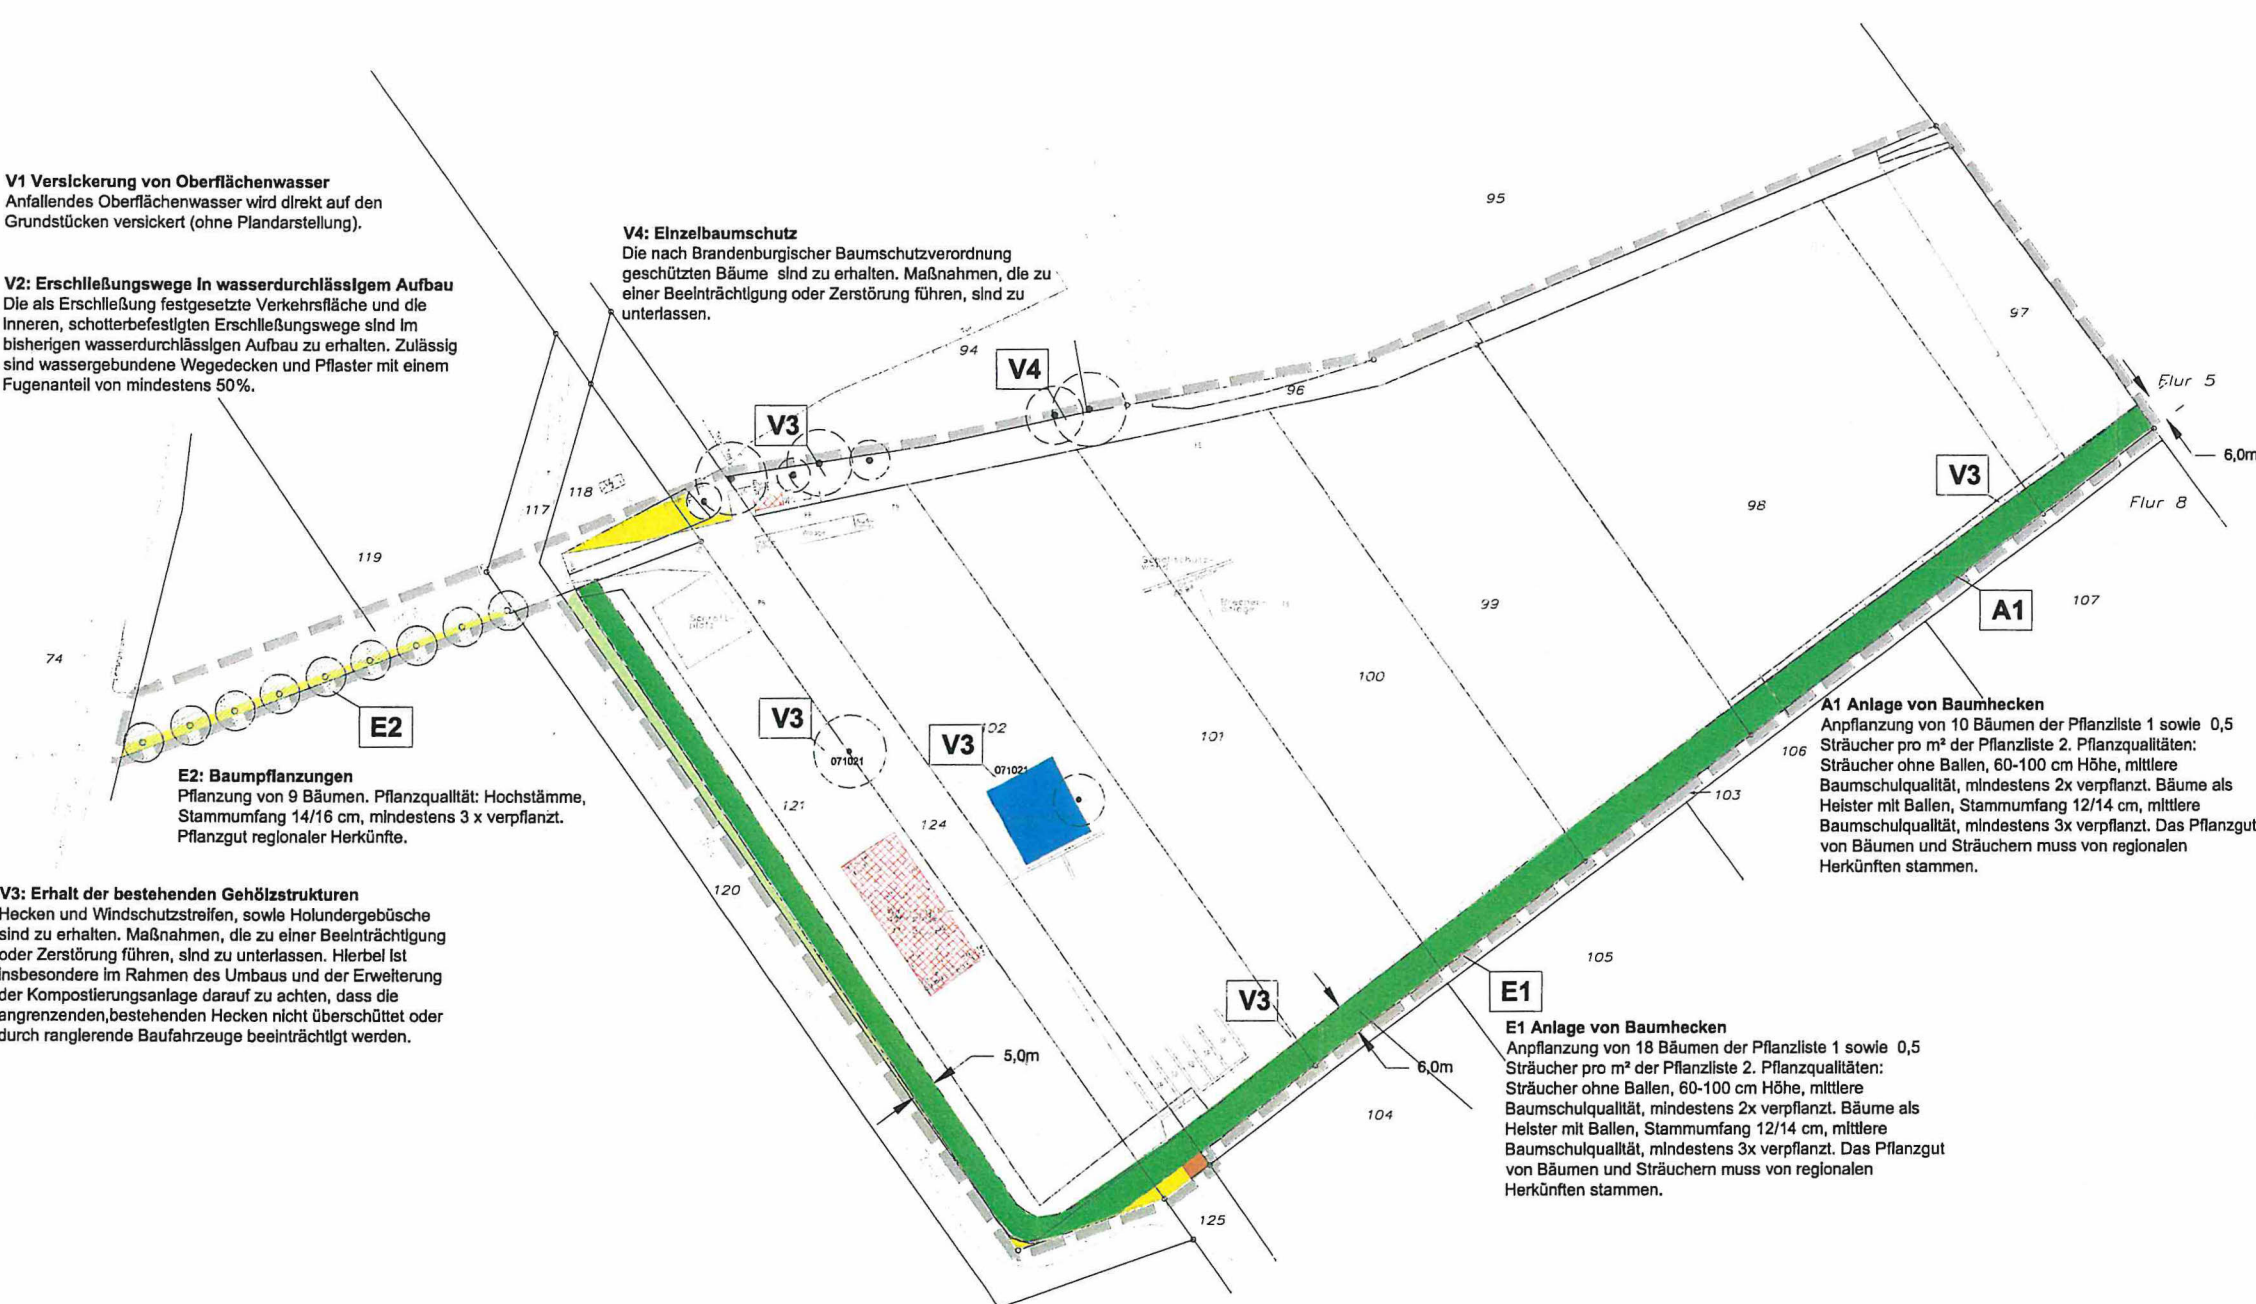 V1 Versickerung von Oberflächenwasser
Anfallendes Oberflächenwasser wird direkt auf den
Grundstücken versickert (ohne Plandarstellung).
V2: Erschließungswege in wasserdurchlässigem Aufbau
Die als Erschließung festgesetzte Verkehrsfläche und die
inneren, schotterbefestigten Erschließungswege sind im
bisherigen wasserdurchlässigen Aufbau zu erhalten. Zulässig
sind wassergebundene Wegedecken und Pflaster mit einem
Fugenanteil von mindestens 50%.
V4: Einzelbaumschutz
Die nach Brandenburgischer Baumschutzverordnung
geschützten Bäume sind zu erhalten. Maßnahmen, die zu
einer Beeinträchtigung oder Zerstörung führen, sind zu
unterlassen.
95
94
97
96
V4
V3
Flur 5
6,0m
V3
Flur 8
118
117
119
98
99
107
A1
74
E2
100
V3
V3
102
101
071021
071021
121
124
120
106
103
A1 Anlage von Baumhecken
Anpflanzung von 10 Bäumen der Pflanzliste 1 sowie 0,5
Sträucher pro m² der Pflanzliste 2. Pflanzqualitäten:
Sträucher ohne Ballen, 60-100 cm Höhe, mittlere
Baumschulqualität, mindestens 2x verpflanzt. Bäume als
Heister mit Ballen, Stammumfang 12/14 cm, mittlere
Baumschulqualität, mindestens 3x verpflanzt. Das Pflanzgut
von Bäumen und Sträuchern muss von regionalen
Herkünften stammen.
E2: Baumpflanzungen
Pflanzung von 9 Bäumen. Pflanzqualität: Hochstämme,
Stammumfang 14/16 cm, mindestens 3 x verpflanzt.
Pflanzgut regionaler Herkünfte.
V3: Erhalt der bestehenden Gehölzstrukturen
Hecken und Windschutzstreifen, sowie Holundergebüsche
sind zu erhalten. Maßnahmen, die zu einer Beeinträchtigung
oder Zerstörung führen, sind zu unterlassen. Hierbei ist
insbesondere im Rahmen des Umbaus und der Erweiterung
der Kompostierungsanlage darauf zu achten, dass die
angrenzenden,bestehenden Hecken nicht überschüttet oder
durch rangierende Baufahrzeuge beeinträchtigt werden.
105
V3
E1
5,0m
6,0m
104
125
E1 Anlage von Baumhecken
Anpflanzung von 18 Bäumen der Pflanzliste 1 sowie 0,5
Sträucher pro m² der Pflanzliste 2. Pflanzqualitäten:
Sträucher ohne Ballen, 60-100 cm Höhe, mittlere
Baumschulqualität, mindestens 2x verpflanzt. Bäume als
Heister mit Ballen, Stammumfang 12/14 cm, mittlere
Baumschulqualität, mindestens 3x verpflanzt. Das Pflanzgut
von Bäumen und Sträuchern muss von regionalen
Herkünften stammen.